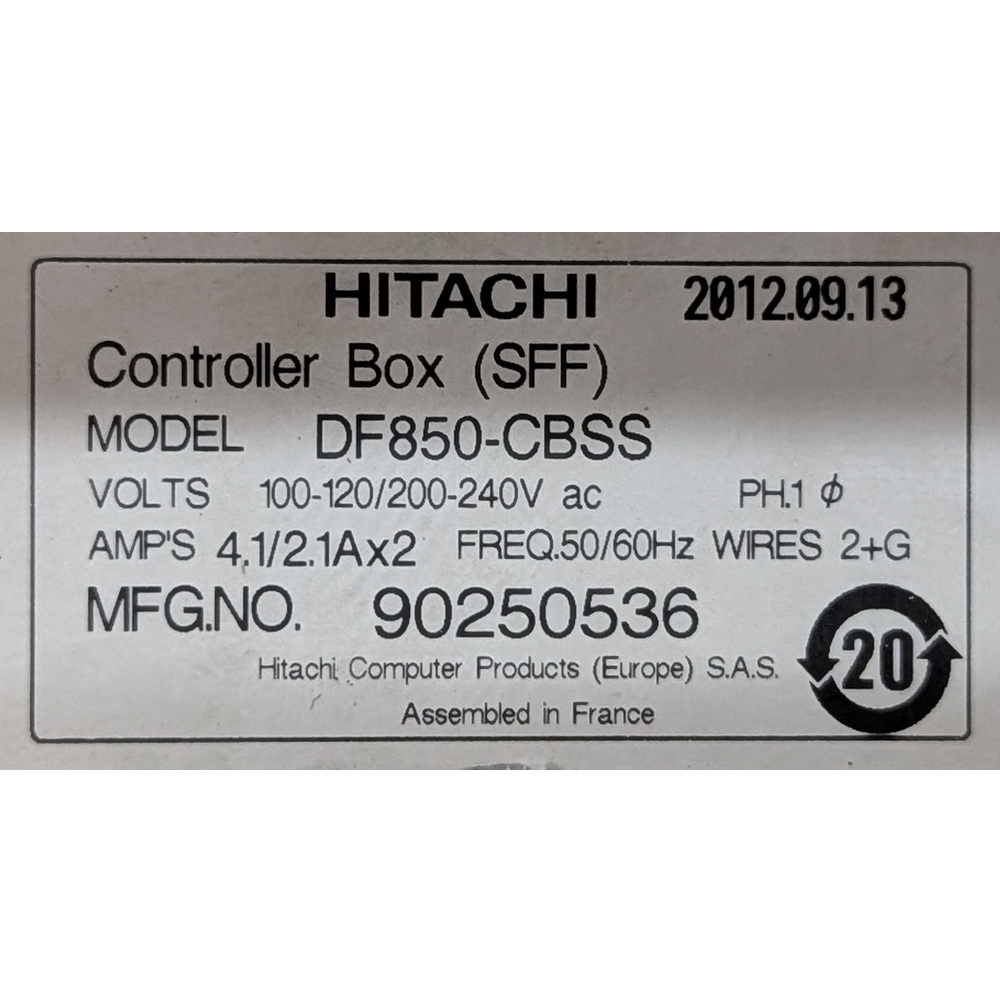 HITACHI 2012.09.13
Controller Box (SFF)
MODEL DF850-CBSS
VOLTS 100-120/200-240V ac PH.1 ϕ
AMP'S 4.1/2.1Ax2 FREQ.50/60Hz WIRES 2+G
MFG.NO. 90250536
20
Hitachi Computer Products (Europe) S.A.S.
Assembled in France